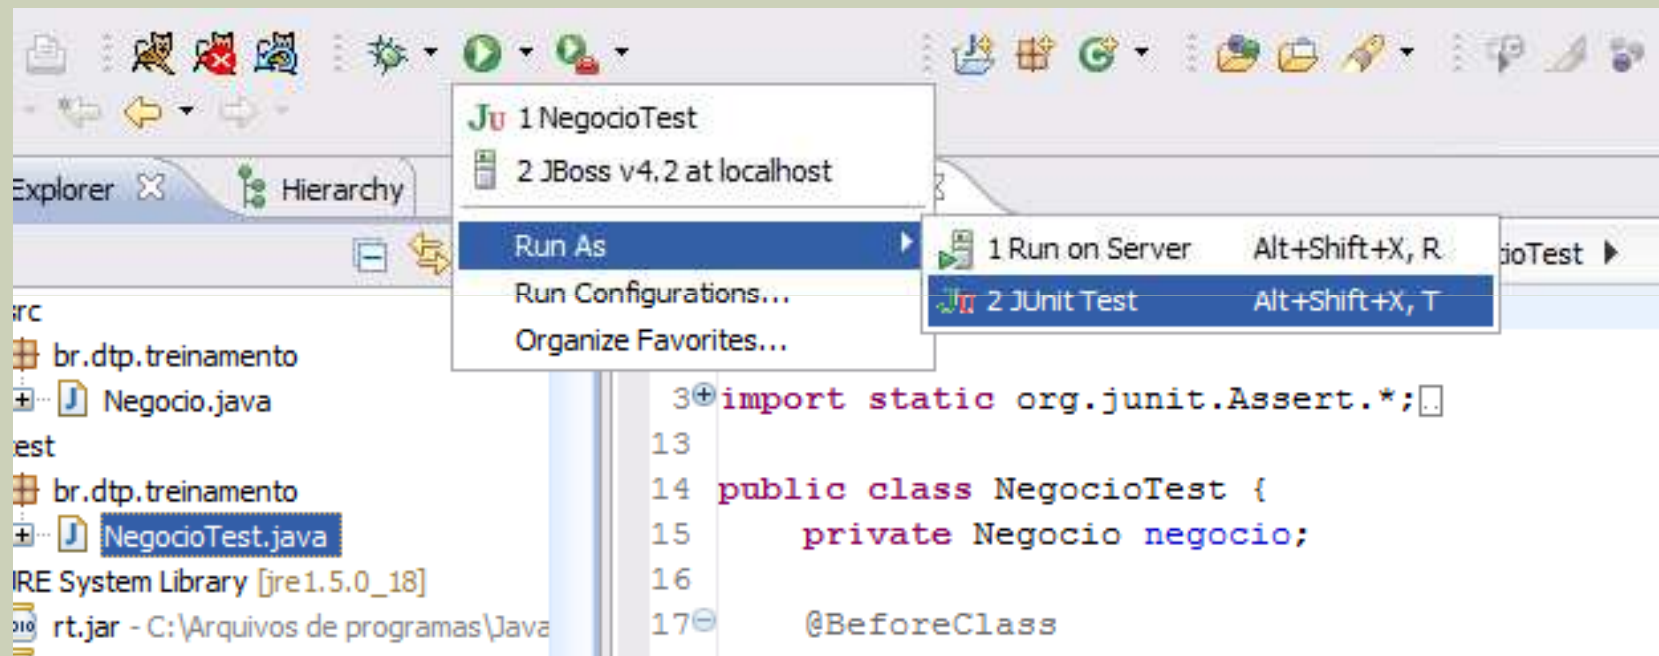 1 NegocioTest
2 JBoss v4.2 at localhost
Explorer
Hierarchy
Run As
1 Run on Server Alt+Shift+X, R
ioTest
Run Configurations...
2 JUnit Test Alt+Shift+X, T
Organize Favorites...
src
br.dtp.treinamento
Negocio.java
test
br.dtp.treinamento
NegocioTest.java
JRE System Library [jre1.5.0_18]
rt.jar - C:\Arquivos de programas\Java
3 import static org.junit.Assert.*;
13
14 public class NegocioTest {
15 private Negocio negocio;
16
17 @BeforeClass